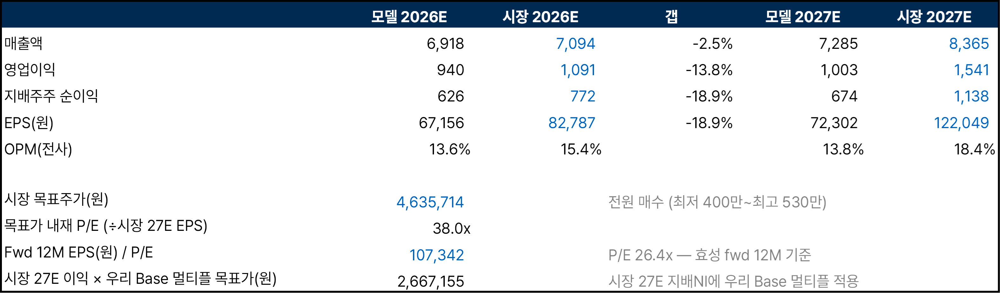 모델 2026E 시장 2026E 갭 모델 2027E 시장 2027E
매출액 6,918 7,094 -2.5% 7,285 8,365
영업이익 940 1,091 -13.8% 1,003 1,541
지배주주 순이익 626 772 -18.9% 674 1,138
EPS(원) 67,156 82,787 -18.9% 72,302 122,049
OPM(전사) 13.6% 15.4% 13.8% 18.4%
시장 목표주가(원) 4,635,714 전원 매수 (최저 400만~최고 530만)
목표가 내재 P/E (÷시장 27E EPS) 38.0x
Fwd 12M EPS(원) / P/E 107,342 P/E 26.4x — 효성 fwd 12M 기준
시장 27E 이익 × 우리 Base 멀티플 목표가(원) 2,667,155 시장 27E 지배NI에 우리 Base 멀티플 적용